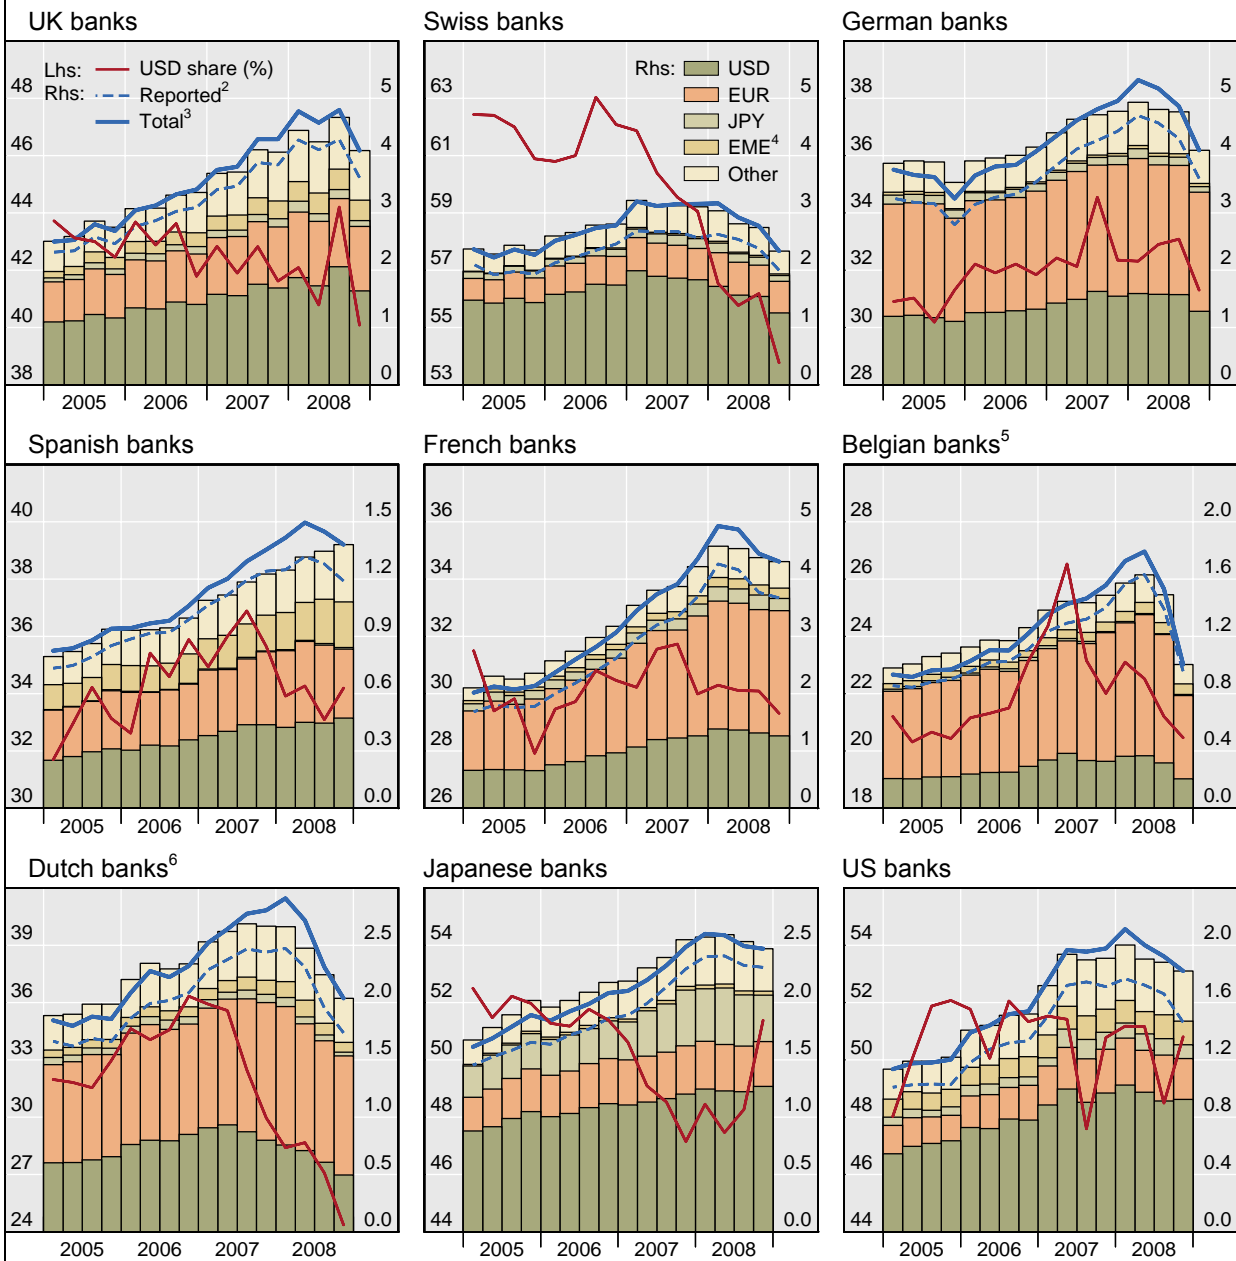 UK banks
Lhs: USD share (%)
Rhs: Reported2
Total3
48 5
46 4
44 3
42 2
40 1
38 0
2005 2006 2007 2008
Swiss banks
Rhs: USD
EUR
JPY
EME4
Other
63 5
61 4
59 3
57 2
55 1
53 0
2005 2006 2007 2008
German banks
38 5
36 4
34 3
32 2
30 1
28 0
2005 2006 2007 2008
Spanish banks
40 1.5
38 1.2
36 0.9
34 0.6
32 0.3
30 0.0
2005 2006 2007 2008
French banks
36 5
34 4
32 3
30 2
28 1
26 0
2005 2006 2007 2008
Belgian banks5
28 2.0
26 1.6
24 1.2
22 0.8
20 0.4
18 0.0
2005 2006 2007 2008
Dutch banks6
39 2.5
36 2.0
33 1.5
30 1.0
27 0.5
24 0.0
2005 2006 2007 2008
Japanese banks
54 2.5
52 2.0
50 1.5
48 1.0
46 0.5
44 0.0
2005 2006 2007 2008
US banks
54 2.0
52 1.6
50 1.2
48 0.8
46 0.4
44 0.0
2005 2006 2007 2008